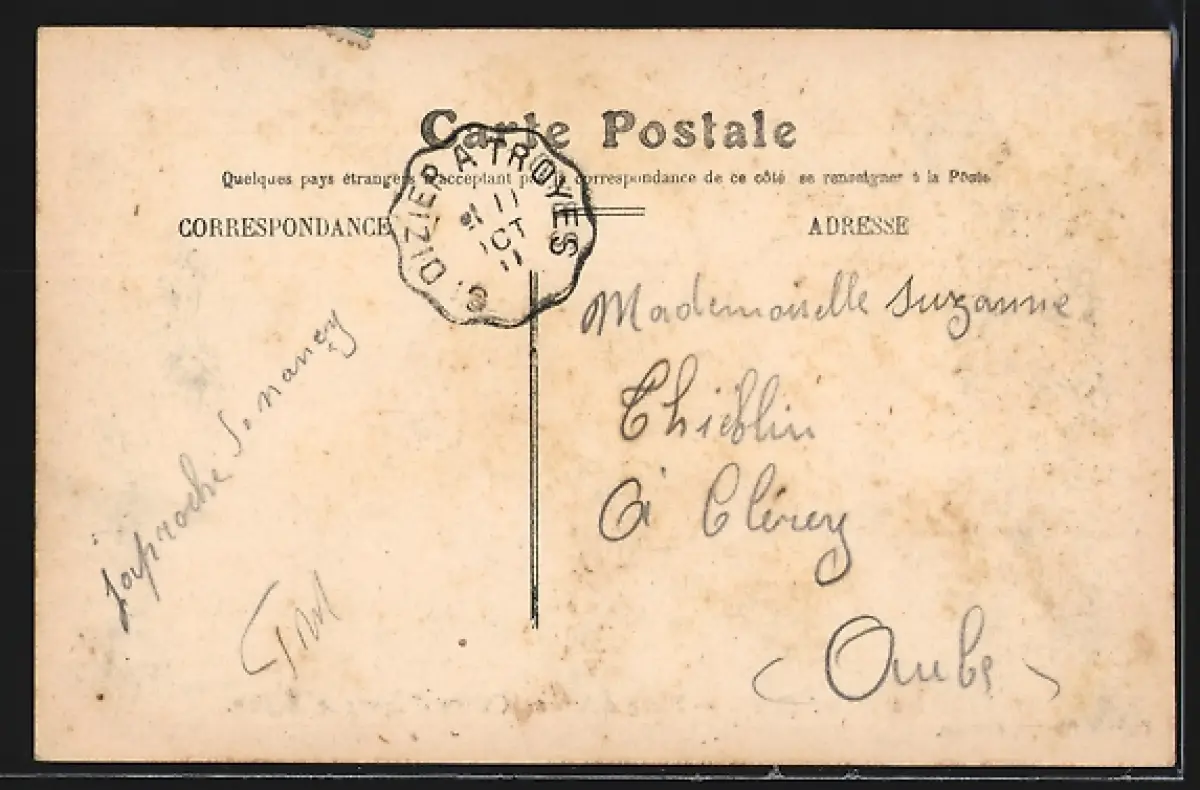 Carte Postale
Quelques pays étrangers n'acceptant pas la correspondance de ce côté se renseigner à la Poste
CORRESPONDANCE
ADRESSE
St DIZIER A TROYES
11
OCT
11
Mademoiselle Suzanne
Thieblin
A Clérey
(Aube)
J'approche